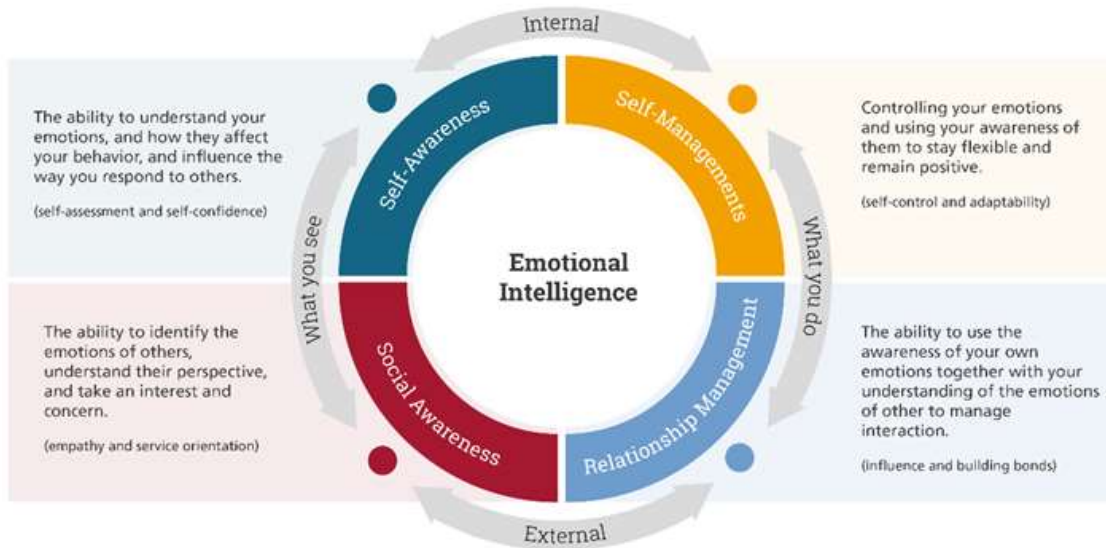 Internal
The ability to understand your
emotions, and how they affect
your behavior, and influence the
way you respond to others.
(self-assessment and self-confidence)
Self-Awareness
Self-Managements
Controlling your emotions
and using your awareness of
them to stay flexible and
remain positive.
(self-control and adaptability)
What you see
Emotional
Intelligence
What you do
The ability to identify the
emotions of others,
understand their perspective,
and take an interest and
concern.
(empathy and service orientation)
Social Awareness
Relationship Management
The ability to use the
awareness of your own
emotions together with your
understanding of the emotions
of other to manage
interaction.
(influence and building bonds)
External